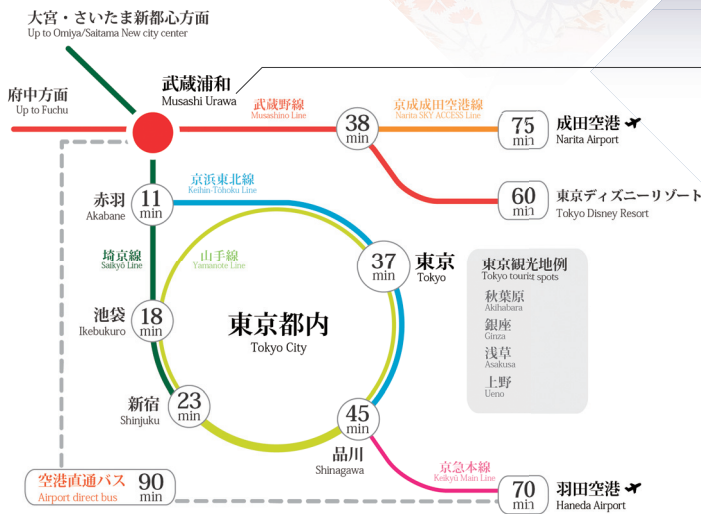 大宮・さいたま新都心方面
Up to Omiya/Saitama New city center
府中方面
Up to Fuchu
武蔵浦和
Musashi Urawa
武蔵野線
Musashino Line
38
min
京成成田空港線
Narita SKY ACCESS Line
75
min
成田空港
Narita Airport
60
min
東京ディズニーリゾート
Tokyo Disney Resort
赤羽
Akabane
11
min
京浜東北線
Keihin-Tōhoku Line
埼京線
Saikyō Line
山手線
Yamanote Line
37
min
東京
Tokyo
池袋
Ikebukuro
18
min
東京都内
Tokyo City
新宿
Shinjuku
23
min
45
min
品川
Shinagawa
東京観光地例
Tokyo tourist spots
秋葉原
Akihabara
銀座
Ginza
浅草
Asakusa
上野
Ueno
空港直通バス
Airport direct bus
90
min
京急本線
Keikyū Main Line
70
min
羽田空港
Haneda Airport